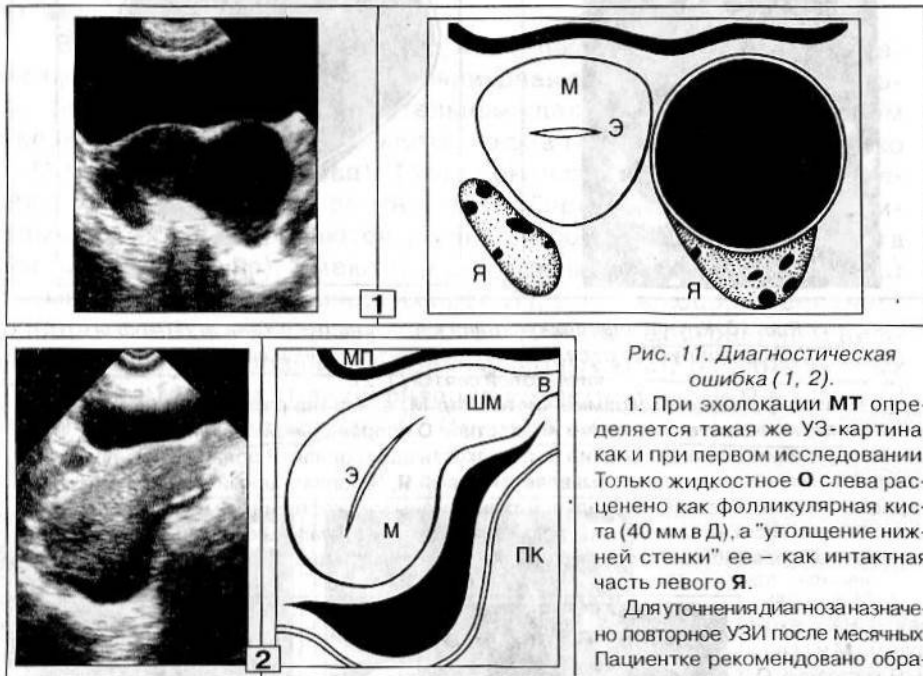 М
Э
Я
Я
1
МП
В
ШМ
Э
М
ПК
2
Рис. 11. Диагностическая
ошибка (1, 2).
1. При эхолокации МТ опре-
деляется такая же УЗ-картина
как и при первом исследовании
Только жидкостное О слева рас-
ценено как фолликулярная кис-
та (40 мм в Д), а "утолщение ниж-
ней стенки" ее - как интактная
часть левого Я.
Для уточнения диагноза назначе-
но повторное УЗИ после месячных
Пациентке рекомендовано обра-